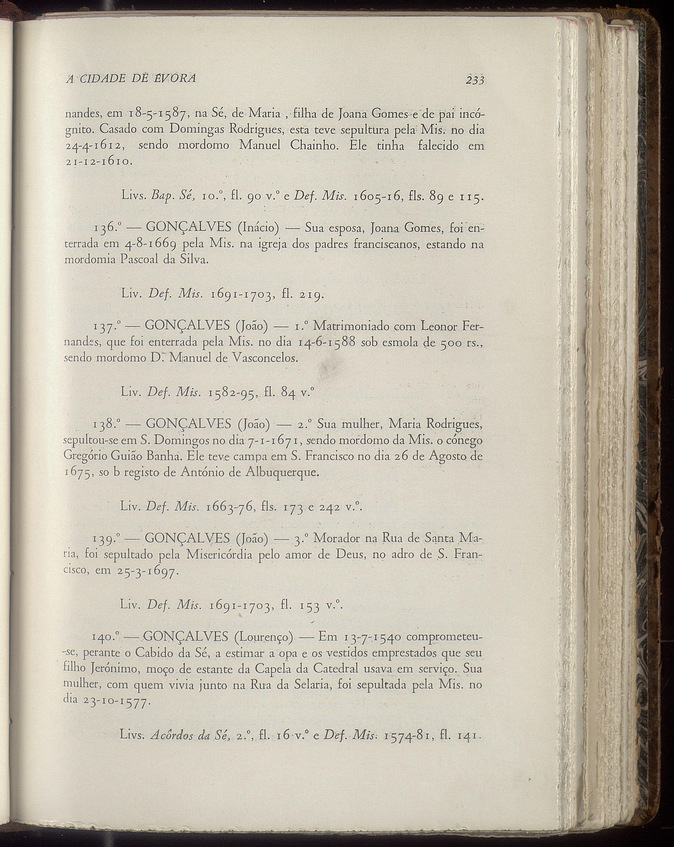 A CIDADE DE ÉVORA 233
nandes, em 18-5-1587, na Sé, de Maria , filha de Joana Gomes e de pai incó-
gnito. Casado com Domingas Rodrigues, esta teve sepultura pela Mis. no dia
24-4-1612, sendo mordomo Manuel Chainho. Ele tinha falecido em
21-12-1610.
Livs. Bap. Sé, 10.º, fl. 90 v.º e Def. Mis. 1605-16, fls. 89 e 115.
136.º — GONÇALVES (Inácio) — Sua esposa, Joana Gomes, foi en-
terrada em 4-8-1669 pela Mis. na igreja dos padres franciscanos, estando na
mordomia Pascoal da Silva.
Liv. Def. Mis. 1691-1703, fl. 219.
137.º — GONÇALVES (João) — 1.º Matrimoniado com Leonor Fer-
nandes, que foi enterrada pela Mis. no dia 14-6-1588 sob esmola de 500 rs.,
sendo mordomo D. Manuel de Vasconcelos.
Liv. Def. Mis. 1582-95, fl. 84 v.º
138.º — GONÇALVES (João) — 2.º Sua mulher, Maria Rodrigues,
sepultou-se em S. Domingos no dia 7-1-1671, sendo mordomo da Mis. o cónego
Gregório Guião Banha. Ele teve campa em S. Francisco no dia 26 de Agosto de
1675, so b registo de António de Albuquerque.
Liv. Def. Mis. 1663-76, fls. 173 e 242 v.º.
139.º — GONÇALVES (João) — 3.º Morador na Rua de Santa Ma-
ria, foi sepultado pela Misericórdia pelo amor de Deus, no adro de S. Fran-
cisco, em 25-3-1697.
Liv. Def. Mis. 1691-1703, fl. 153 v.º.
140.º — GONÇALVES (Lourenço) — Em 13-7-1540 comprometeu-
-se, perante o Cabido da Sé, a estimar a opa e os vestidos emprestados que seu
filho Jerónimo, moço de estante da Capela da Catedral usava em serviço. Sua
mulher, com quem vivia junto na Rua da Selaria, foi sepultada pela Mis. no
dia 23-10-1577.
Livs. Acôrdos da Sé, 2.º, fl. 16 v.º e Def. Mis. 1574-81, fl. 141.